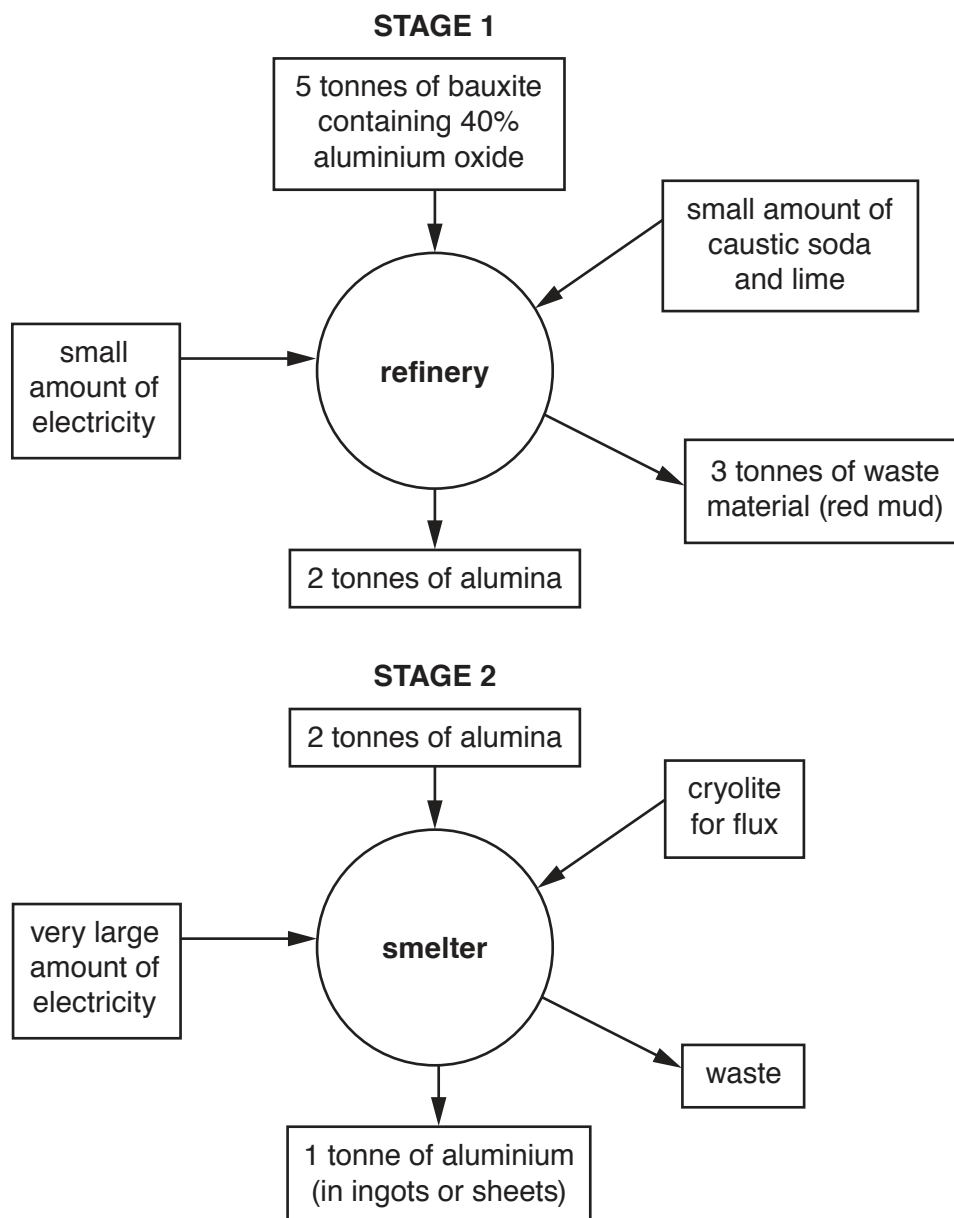 STAGE 1
5 tonnes of bauxite
containing 40%
aluminium oxide
small amount of
caustic soda
and lime
small
amount of
electricity
refinery
3 tonnes of waste
material (red mud)
2 tonnes of alumina
STAGE 2
2 tonnes of alumina
cryolite
for flux
very large
amount of
electricity
smelter
waste
1 tonne of aluminium
(in ingots or sheets)